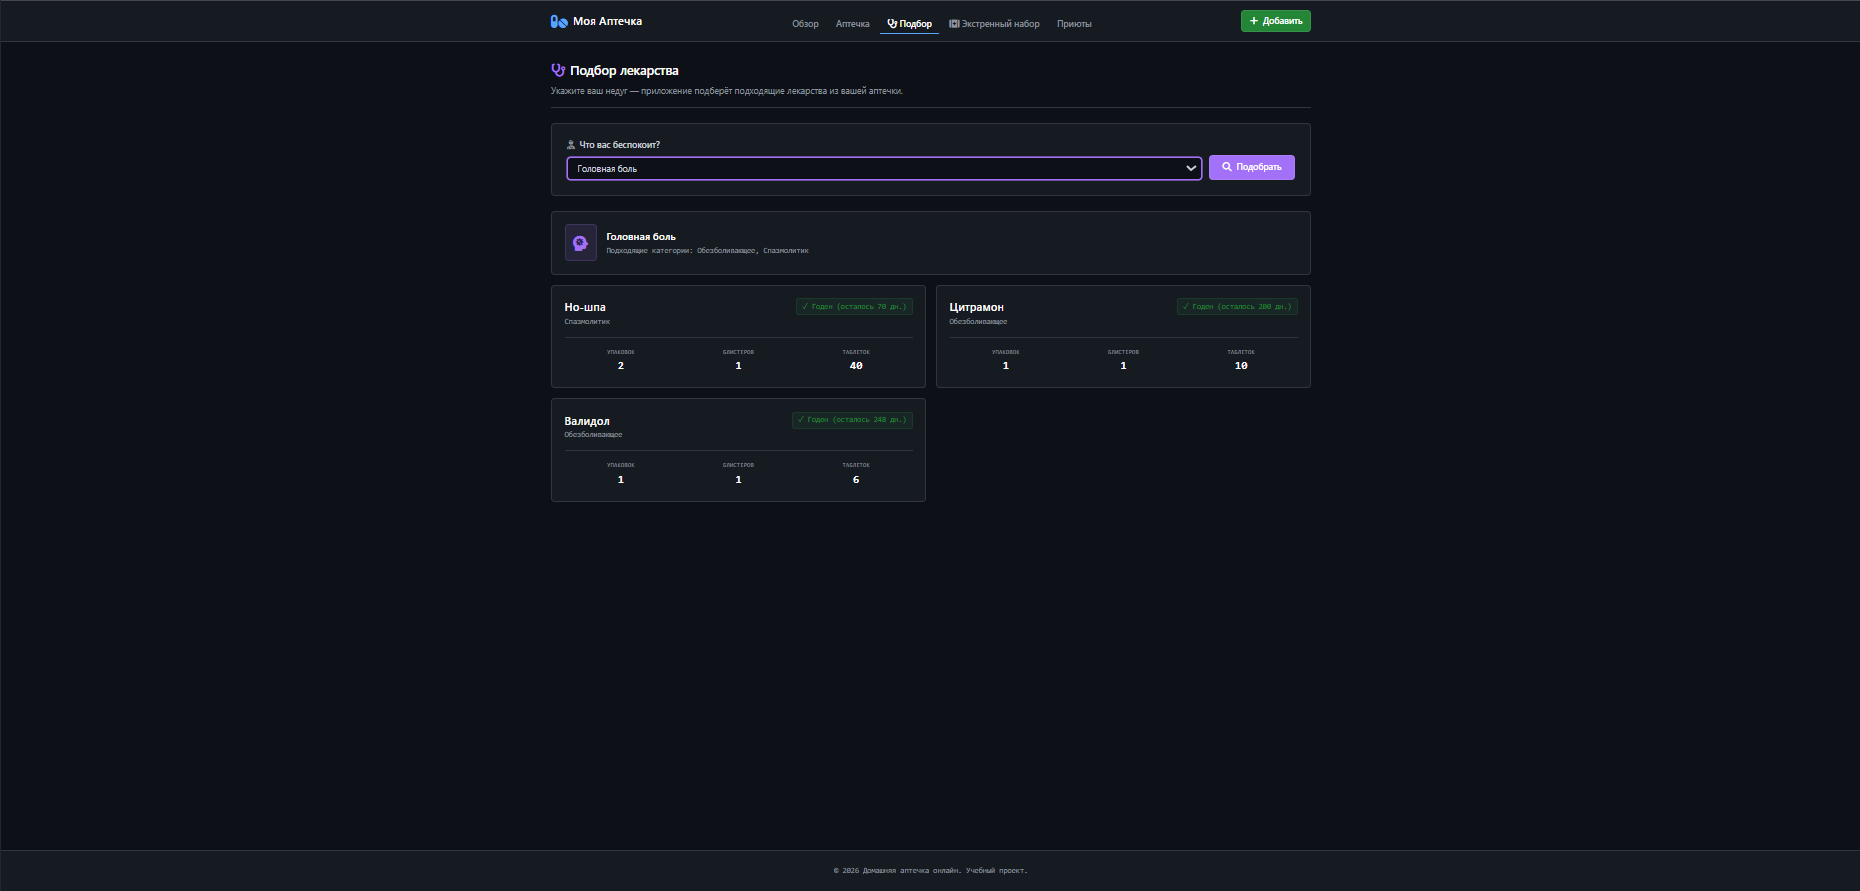 Моя Аптечка
Обзор Аптечка Подбор Экстренный набор Приюты
+ Добавить
Подбор лекарства
Укажите ваш недуг — приложение подберёт подходящие лекарства из вашей аптечки.
Что вас беспокоит?
Головная боль
Подобрать
Головная боль
Подходящие категории: Обезболивающее, Спазмолитик
Но-шпа
✓ Годен (осталось 70 дн.)
Спазмолитик
УПАКОВОК БЛИСТЕРОВ ТАБЛЕТОК
2 1 40
Цитрамон
✓ Годен (осталось 200 дн.)
Обезболивающее
УПАКОВОК БЛИСТЕРОВ ТАБЛЕТОК
1 1 10
Валидол
✓ Годен (осталось 248 дн.)
Обезболивающее
УПАКОВОК БЛИСТЕРОВ ТАБЛЕТОК
1 1 6
© 2026 Домашняя аптечка онлайн. Учебный проект.